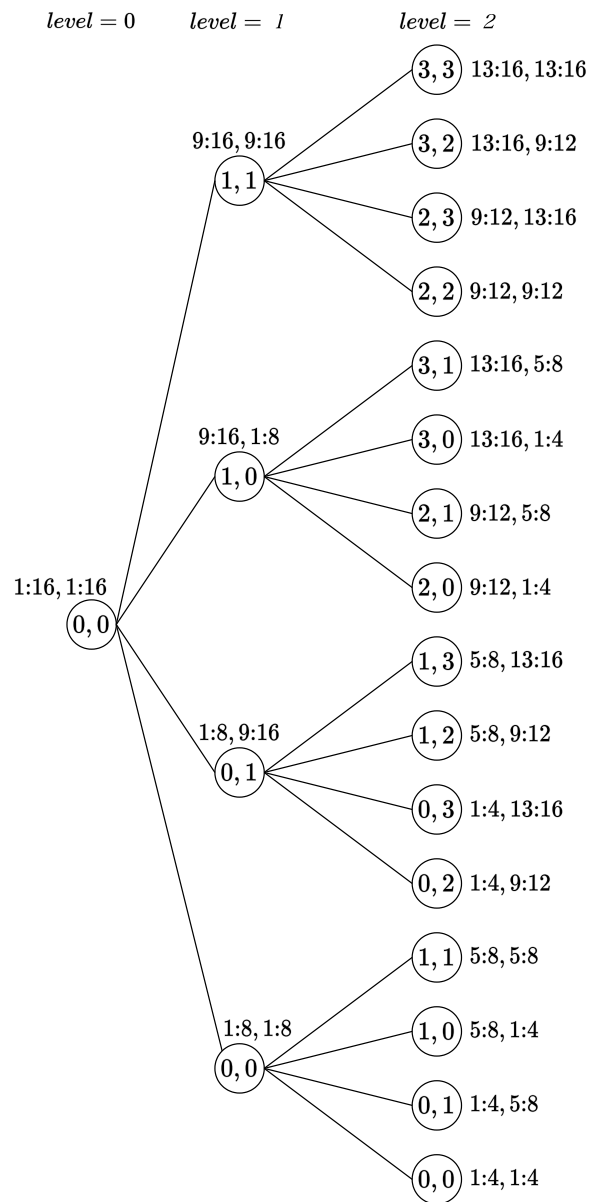 level = 0 level = 1 level = 2
3, 3 13:16, 13:16
9:16, 9:16
3, 2 13:16, 9:12
1, 1
2, 3 9:12, 13:16
2, 2 9:12, 9:12
3, 1 13:16, 5:8
9:16, 1:8
3, 0 13:16, 1:4
1, 0
2, 1 9:12, 5:8
1:16, 1:16
2, 0 9:12, 1:4
0, 0
1, 3 5:8, 13:16
1:8, 9:16
1, 2 5:8, 9:12
0, 1
0, 3 1:4, 13:16
0, 2 1:4, 9:12
1, 1 5:8, 5:8
1:8, 1:8
1, 0 5:8, 1:4
0, 0
0, 1 1:4, 5:8
0, 0 1:4, 1:4